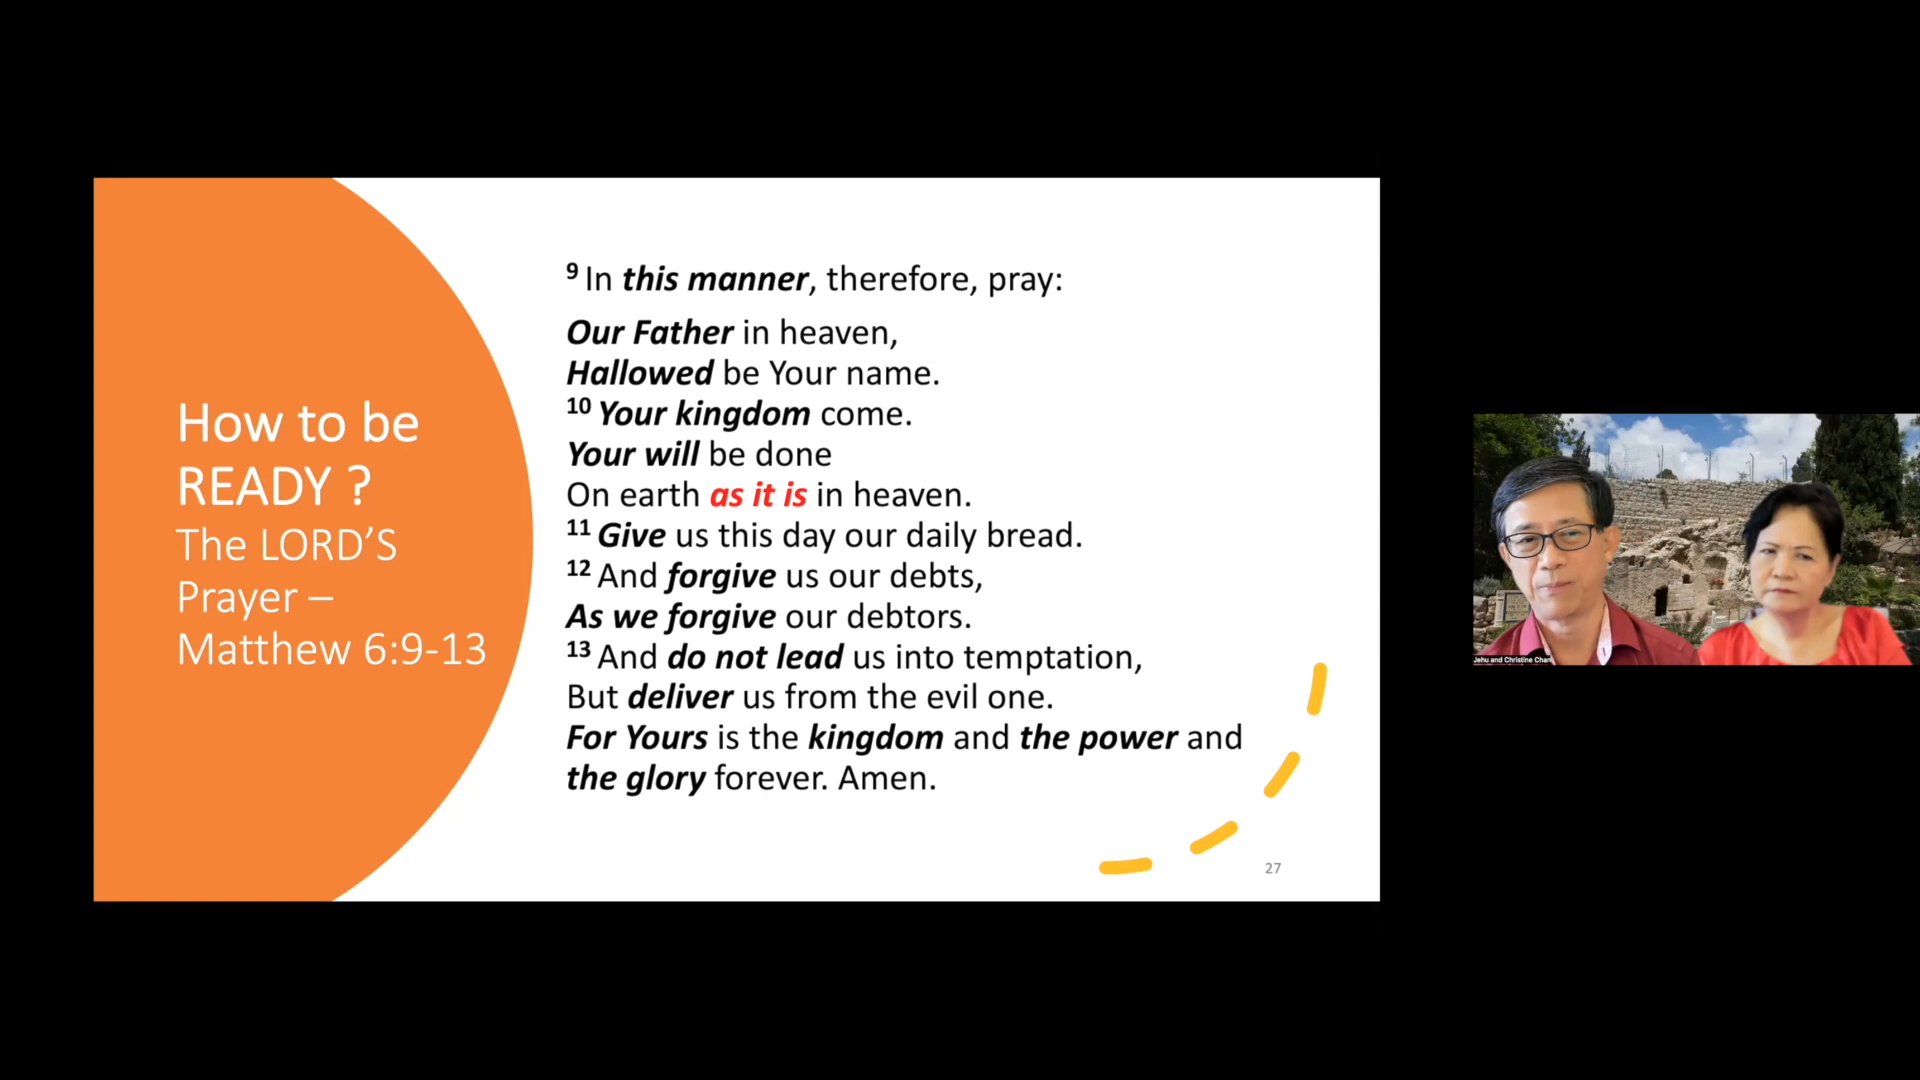 How to be
READY ?
The LORD’S
Prayer –
Matthew 6:9-13
9 In this manner, therefore, pray:
Our Father in heaven,
Hallowed be Your name.
10 Your kingdom come.
Your will be done
On earth as it is in heaven.
11 Give us this day our daily bread.
12 And forgive us our debts,
As we forgive our debtors.
13 And do not lead us into temptation,
But deliver us from the evil one.
For Yours is the kingdom and the power and
the glory forever. Amen.
27
Jehu and Christine Chan